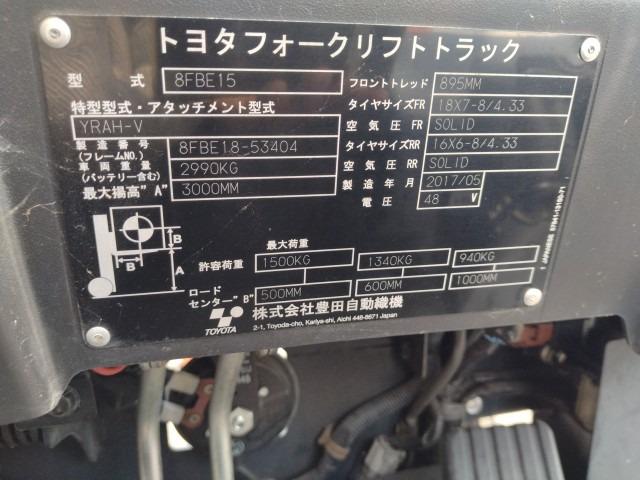 トヨタフォークリフトトラック
型式 8FBE15 フロントトレッド 895MM
特型型式・アタッチメント型式 タイヤサイズFR 18X7-8/4.33
YRAH-V 空気圧FR SOLID
製造番号 (フレームNO.) 8FBE18-53404 タイヤサイズRR 16X6-8/4.33
車両重量 (バッテリー含む) 2990KG 空気圧RR SOLID
最大揚高"A" 3000MM 製造年月 2017/05
電圧 48 V
最大荷重
許容荷重 1500KG 1340KG 940KG
ロードセンター"B" 500MM 600MM 1000MM
B
B
A
TOYOTA 株式会社豊田自動織機
2-1, Toyoda-cho, Kariya-shi, Aichi 448-8671 Japan
JAPANESE